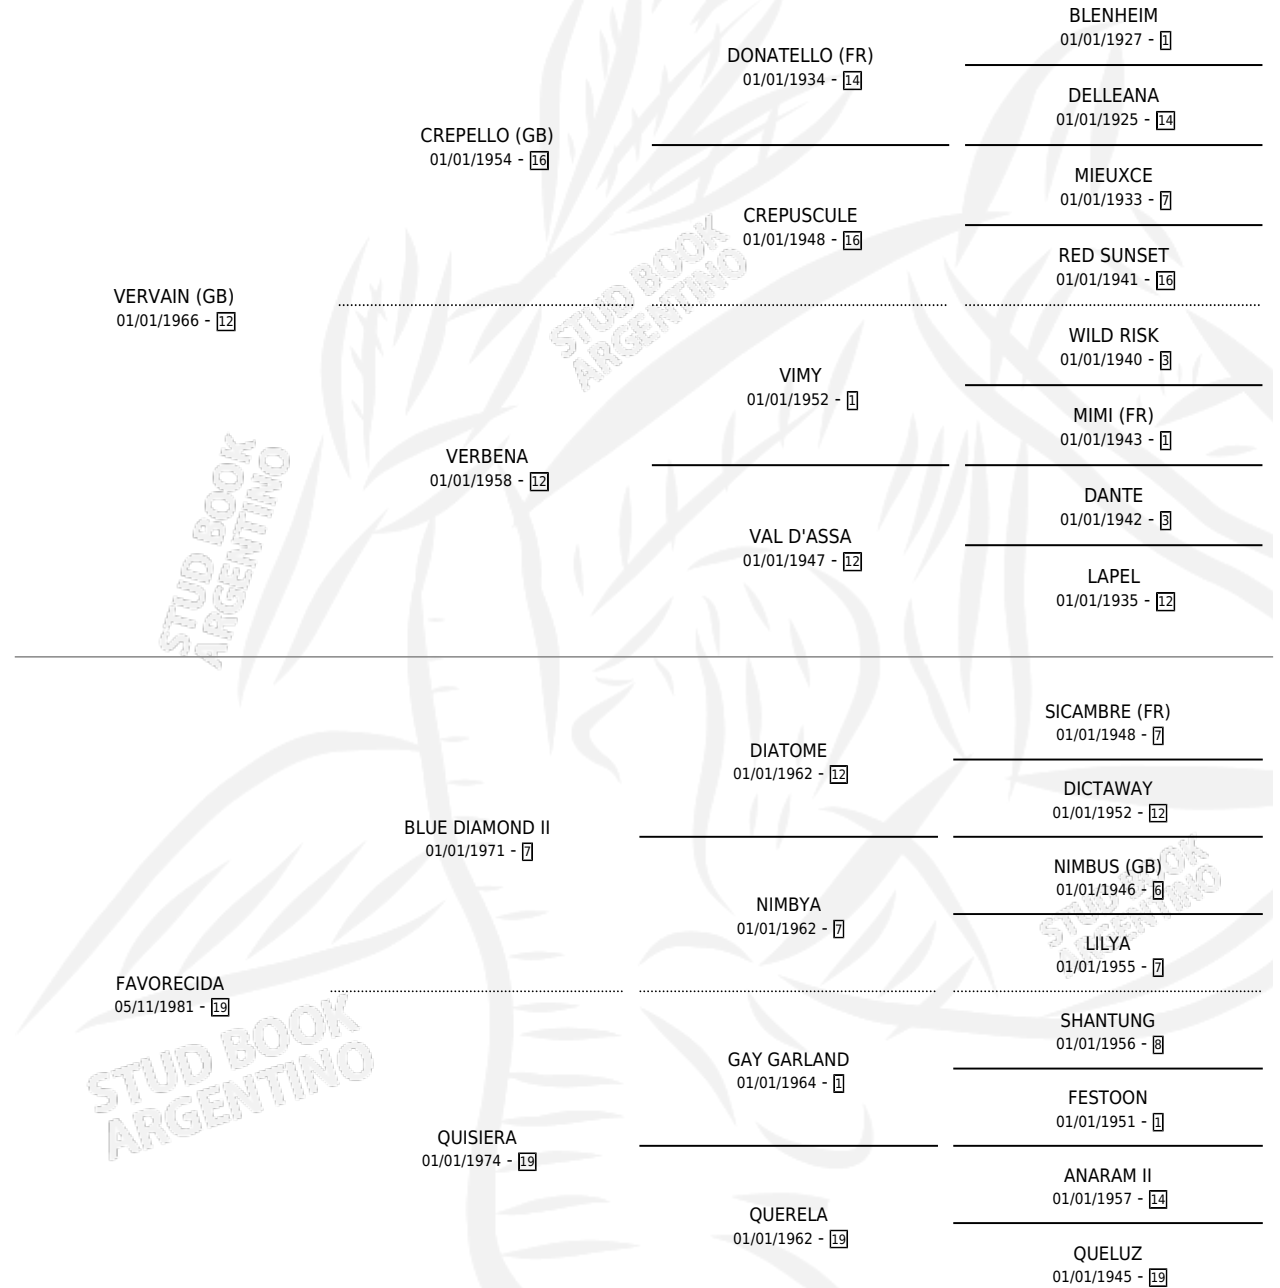 BLENHEIM
01/01/1927 - 1
DONATELLO (FR)
01/01/1934 - 14
DELLEANA
01/01/1925 - 14
CREPELLO (GB)
01/01/1954 - 16
MIEUXCE
01/01/1933 - 7
CREPUSCULE
01/01/1948 - 16
RED SUNSET
01/01/1941 - 16
VERVAIN (GB)
01/01/1966 - 12
STUD BOOK
ARGENTINO
WILD RISK
01/01/1940 - 3
VIMY
01/01/1952 - 1
MIMI (FR)
01/01/1943 - 1
VERBENA
01/01/1958 - 12
DANTE
01/01/1942 - 3
VAL D'ASSA
01/01/1947 - 12
LAPEL
01/01/1935 - 12
STUD BOOK
ARGENTINO
SICAMBRE (FR)
01/01/1948 - 7
DIATOME
01/01/1962 - 12
DICTAWAY
01/01/1952 - 12
BLUE DIAMOND II
01/01/1971 - 7
NIMBUS (GB)
01/01/1946 - 6
NIMBYA
01/01/1962 - 7
LILYA
01/01/1955 - 7
STUD BOOK
ARGENTINO
FAVORECIDA
05/11/1981 - 19
SHANTUNG
01/01/1956 - 8
GAY GARLAND
01/01/1964 - 1
FESTOON
01/01/1951 - 1
STUD BOOK
ARGENTINO
QUISIERA
01/01/1974 - 19
ANARAM II
01/01/1957 - 14
QUERELA
01/01/1962 - 19
QUELUZ
01/01/1945 - 19